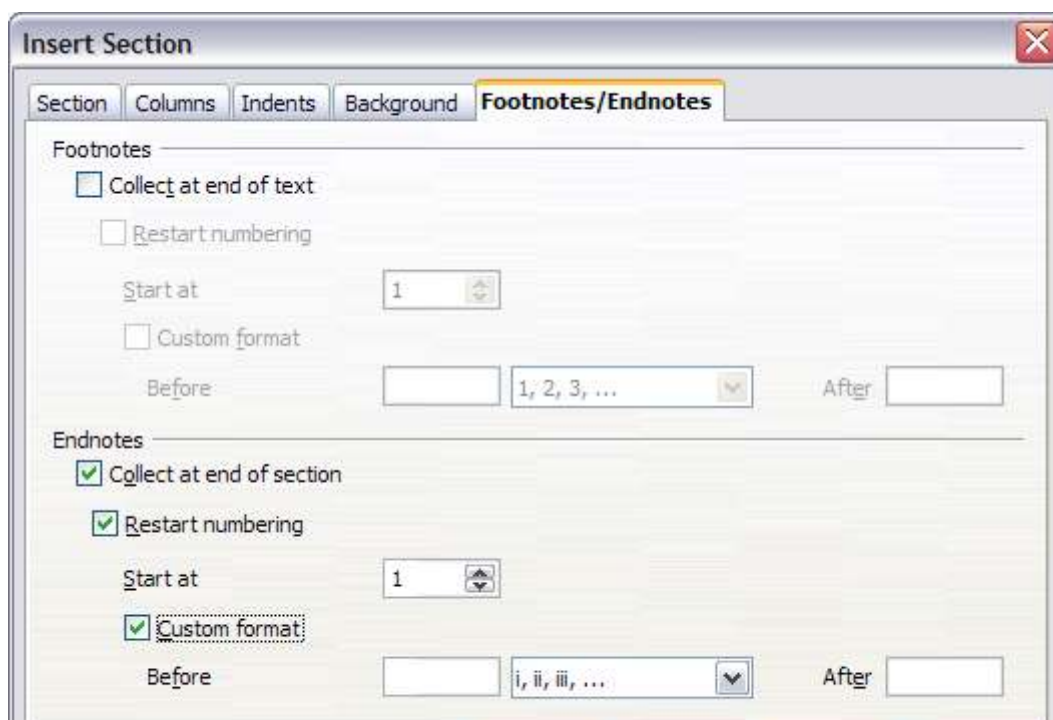 Insert Section
Section Columns Indents Background Footnotes/Endnotes
Footnotes
Collect at end of text
Restart numbering
Start at 1
Custom format
Before 1, 2, 3, ... After
Endnotes
Collect at end of section
Restart numbering
Start at 1
Custom format
Before i, ii, iii, ... After